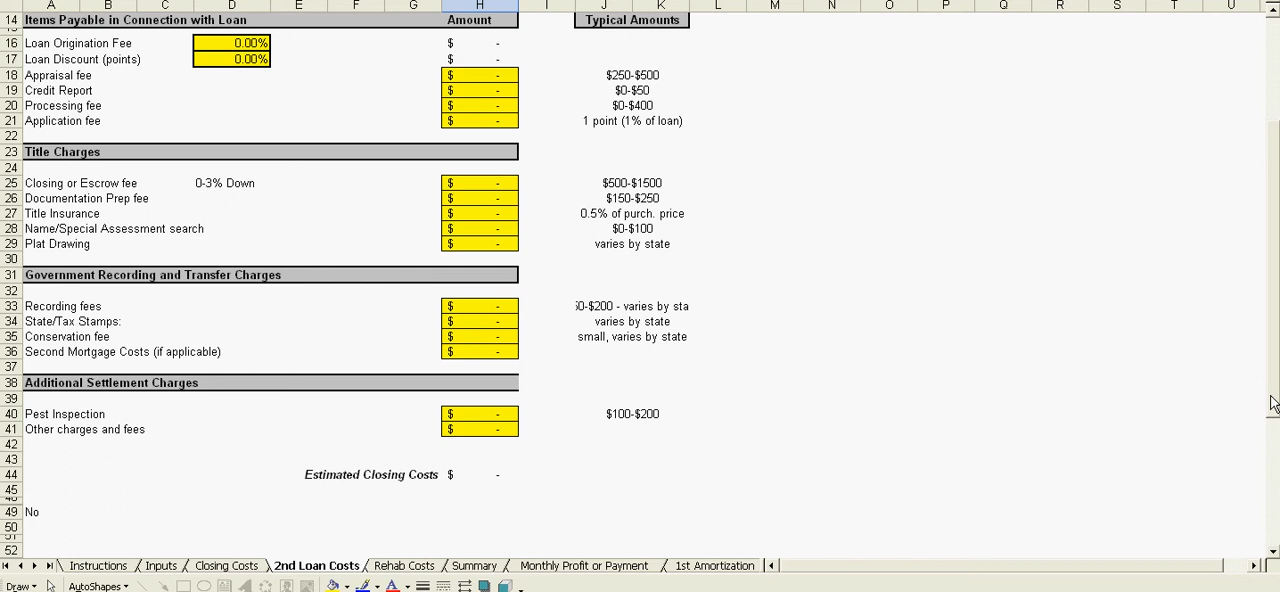 A B C D E F G H I J K L M N O P Q R S T U
14 Items Payable in Connection with Loan Amount Typical Amounts
16 Loan Origination Fee 0.00% $ -
17 Loan Discount (points) 0.00% $ -
18 Appraisal fee $ - $250-$500
19 Credit Report $ - $0-$50
20 Processing fee $ - $0-$400
21 Application fee $ - 1 point (1% of loan)
22
23 Title Charges
24
25 Closing or Escrow fee 0-3% Down $ - $500-$1500
26 Documentation Prep fee $ - $150-$250
27 Title Insurance $ - 0.5% of purch. price
28 Name/Special Assessment search $ - $0-$100
29 Plat Drawing $ - varies by state
30
31 Government Recording and Transfer Charges
32
33 Recording fees $ - 0-$200 - varies by sta
34 State/Tax Stamps: $ - varies by state
35 Conservation fee $ - small, varies by state
36 Second Mortgage Costs (if applicable) $ -
37
38 Additional Settlement Charges
39
40 Pest Inspection $ - $100-$200
41 Other charges and fees $ -
42
43
44 Estimated Closing Costs $ -
45
49 No
50
52
Instructions Inputs Closing Costs 2nd Loan Costs Rehab Costs Summary Monthly Profit or Payment 1st Amortization
Draw AutoShapes A